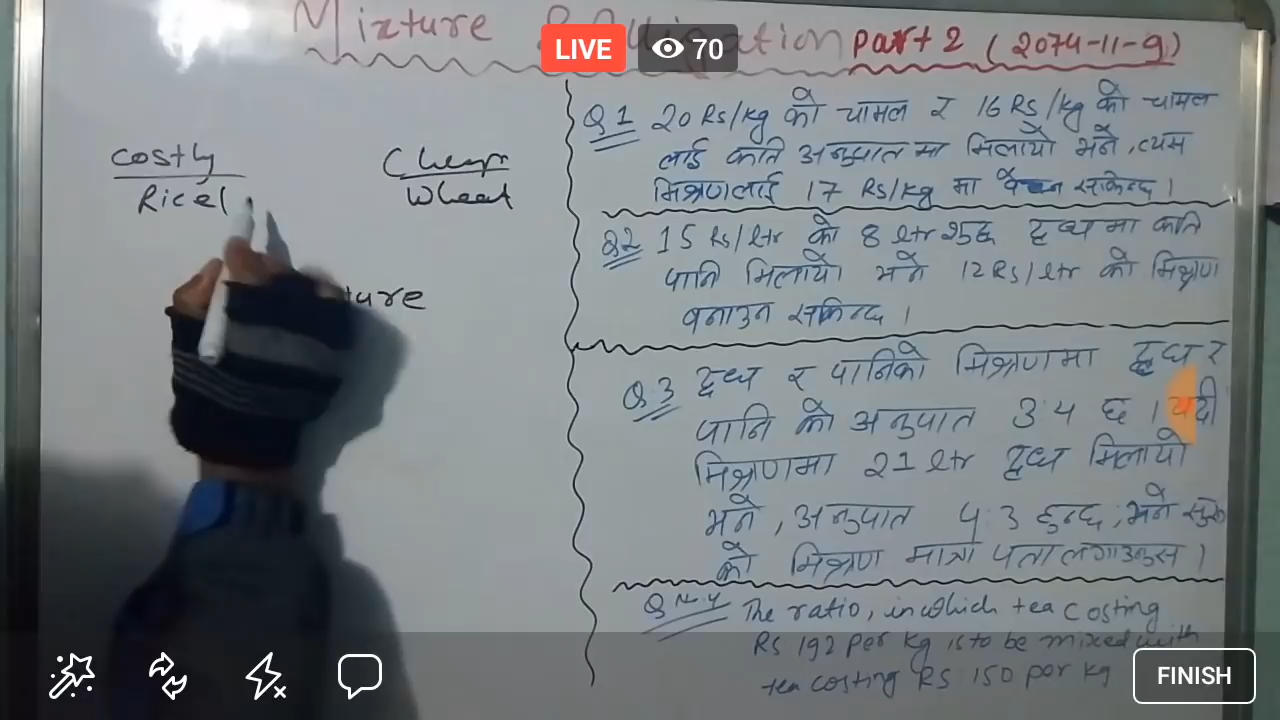 LIVE 70
Mixture & Alligation Part 2 (2074-11-9)
Costly
Rice
Cheap
Wheat
ture
Q1 20 Rs/kg को चामल र 16 Rs/kg को चामल
लाई कति अनुपात मा मिलायो भने, त्यस
मिश्रणलाई 17 Rs/kg मा बेच्न सकिन्छ।
Q2 15 Rs/ltr को 8 ltr शुद्ध दुध मा कति
पानि मिलायो भने 12 Rs/ltr को मिश्रण
बनाउन सकिन्छ।
Q3 दुध र पानिको मिश्रणमा दुध र
पानि को अनुपात 3:4 छ। यदी
मिश्रणमा 21 ltr दुध मिलायो
भने, अनुपात 4:3 हुन्छ, भने सुरु
को मिश्रण मात्रा पता लगाउनुस।
Q N. 4 The ratio, in which tea costing
Rs 192 per kg is to be mixed with
tea costing Rs 150 per kg
FINISH